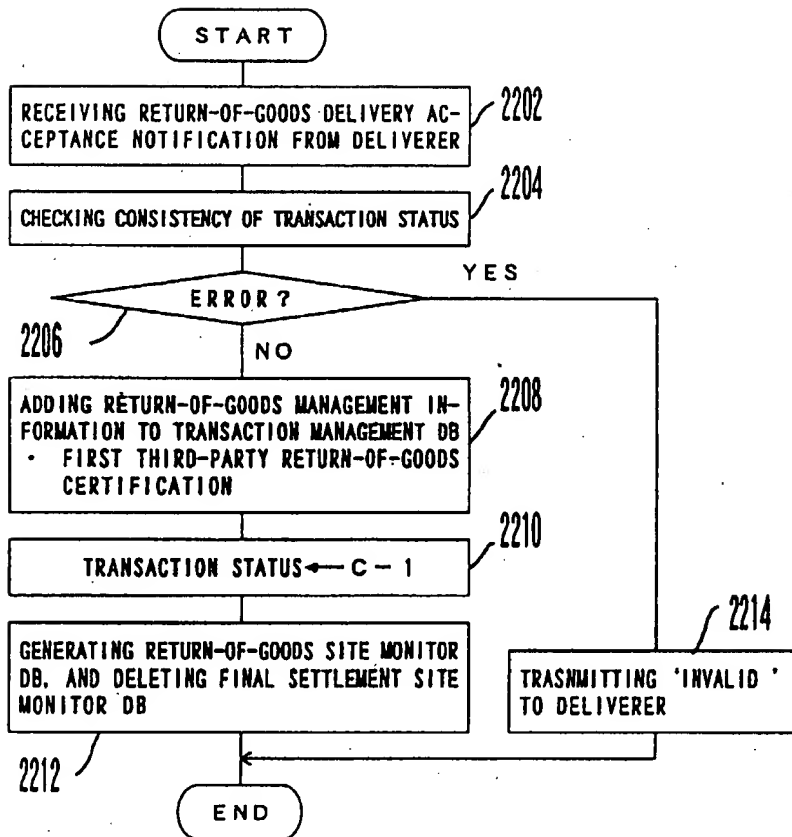 START
RECEIVING RETURN-OF-GOODS DELIVERY AC-
CEPTANCE NOTIFICATION FROM DELIVERER
2202
CHECKING CONSISTENCY OF TRANSACTION STATUS
2204
ERROR?
YES
2206
NO
ADDING RETURN-OF-GOODS MANAGEMENT IN-
FORMATION TO TRANSACTION MANAGEMENT DB
· FIRST THIRD-PARTY RETURN-OF-GOODS
CERTIFICATION
2208
TRANSACTION STATUS ← C-1
2210
GENERATING RETURN-OF-GOODS SITE MONITOR
DB, AND DELETING FINAL SETTLEMENT SITE
MONITOR DB
2212
TRASNMITTING 'INVALID'
TO DELIVERER
2214
END